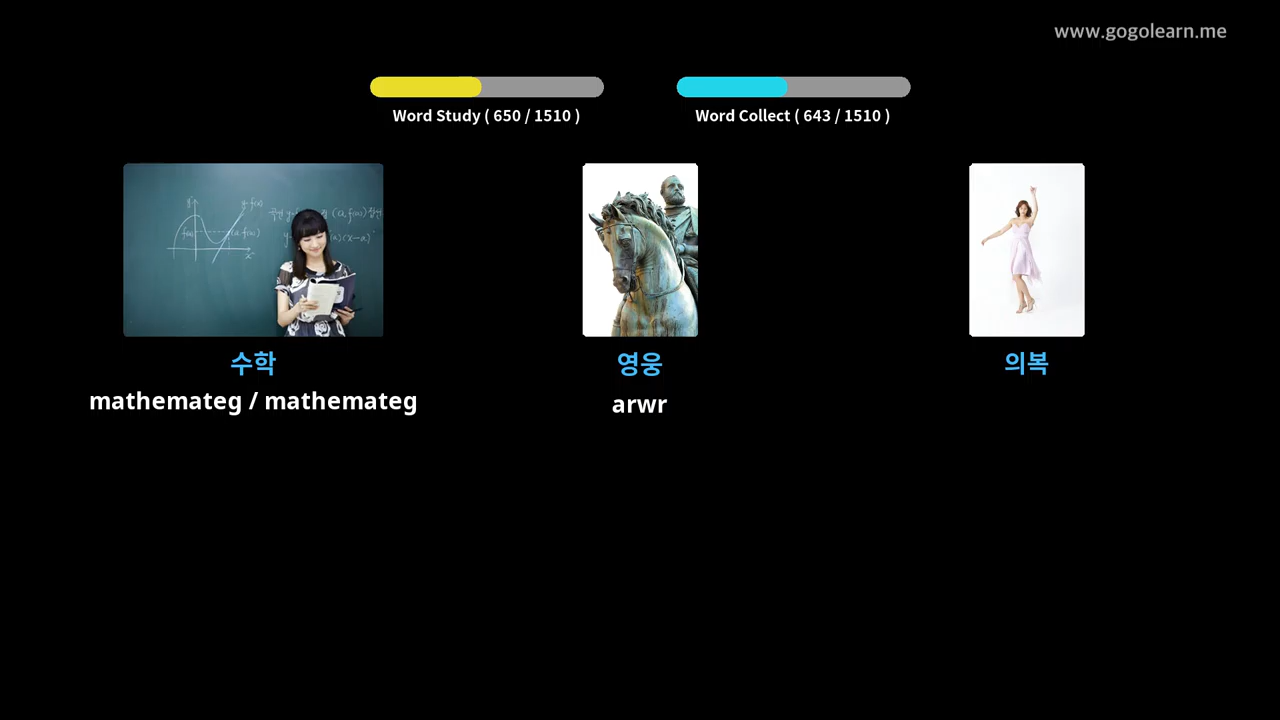 www.gogolearn.me
Word Study ( 650 / 1510 )
Word Collect ( 643 / 1510 )
수학
영웅
의복
mathemateg / mathemateg
arwr